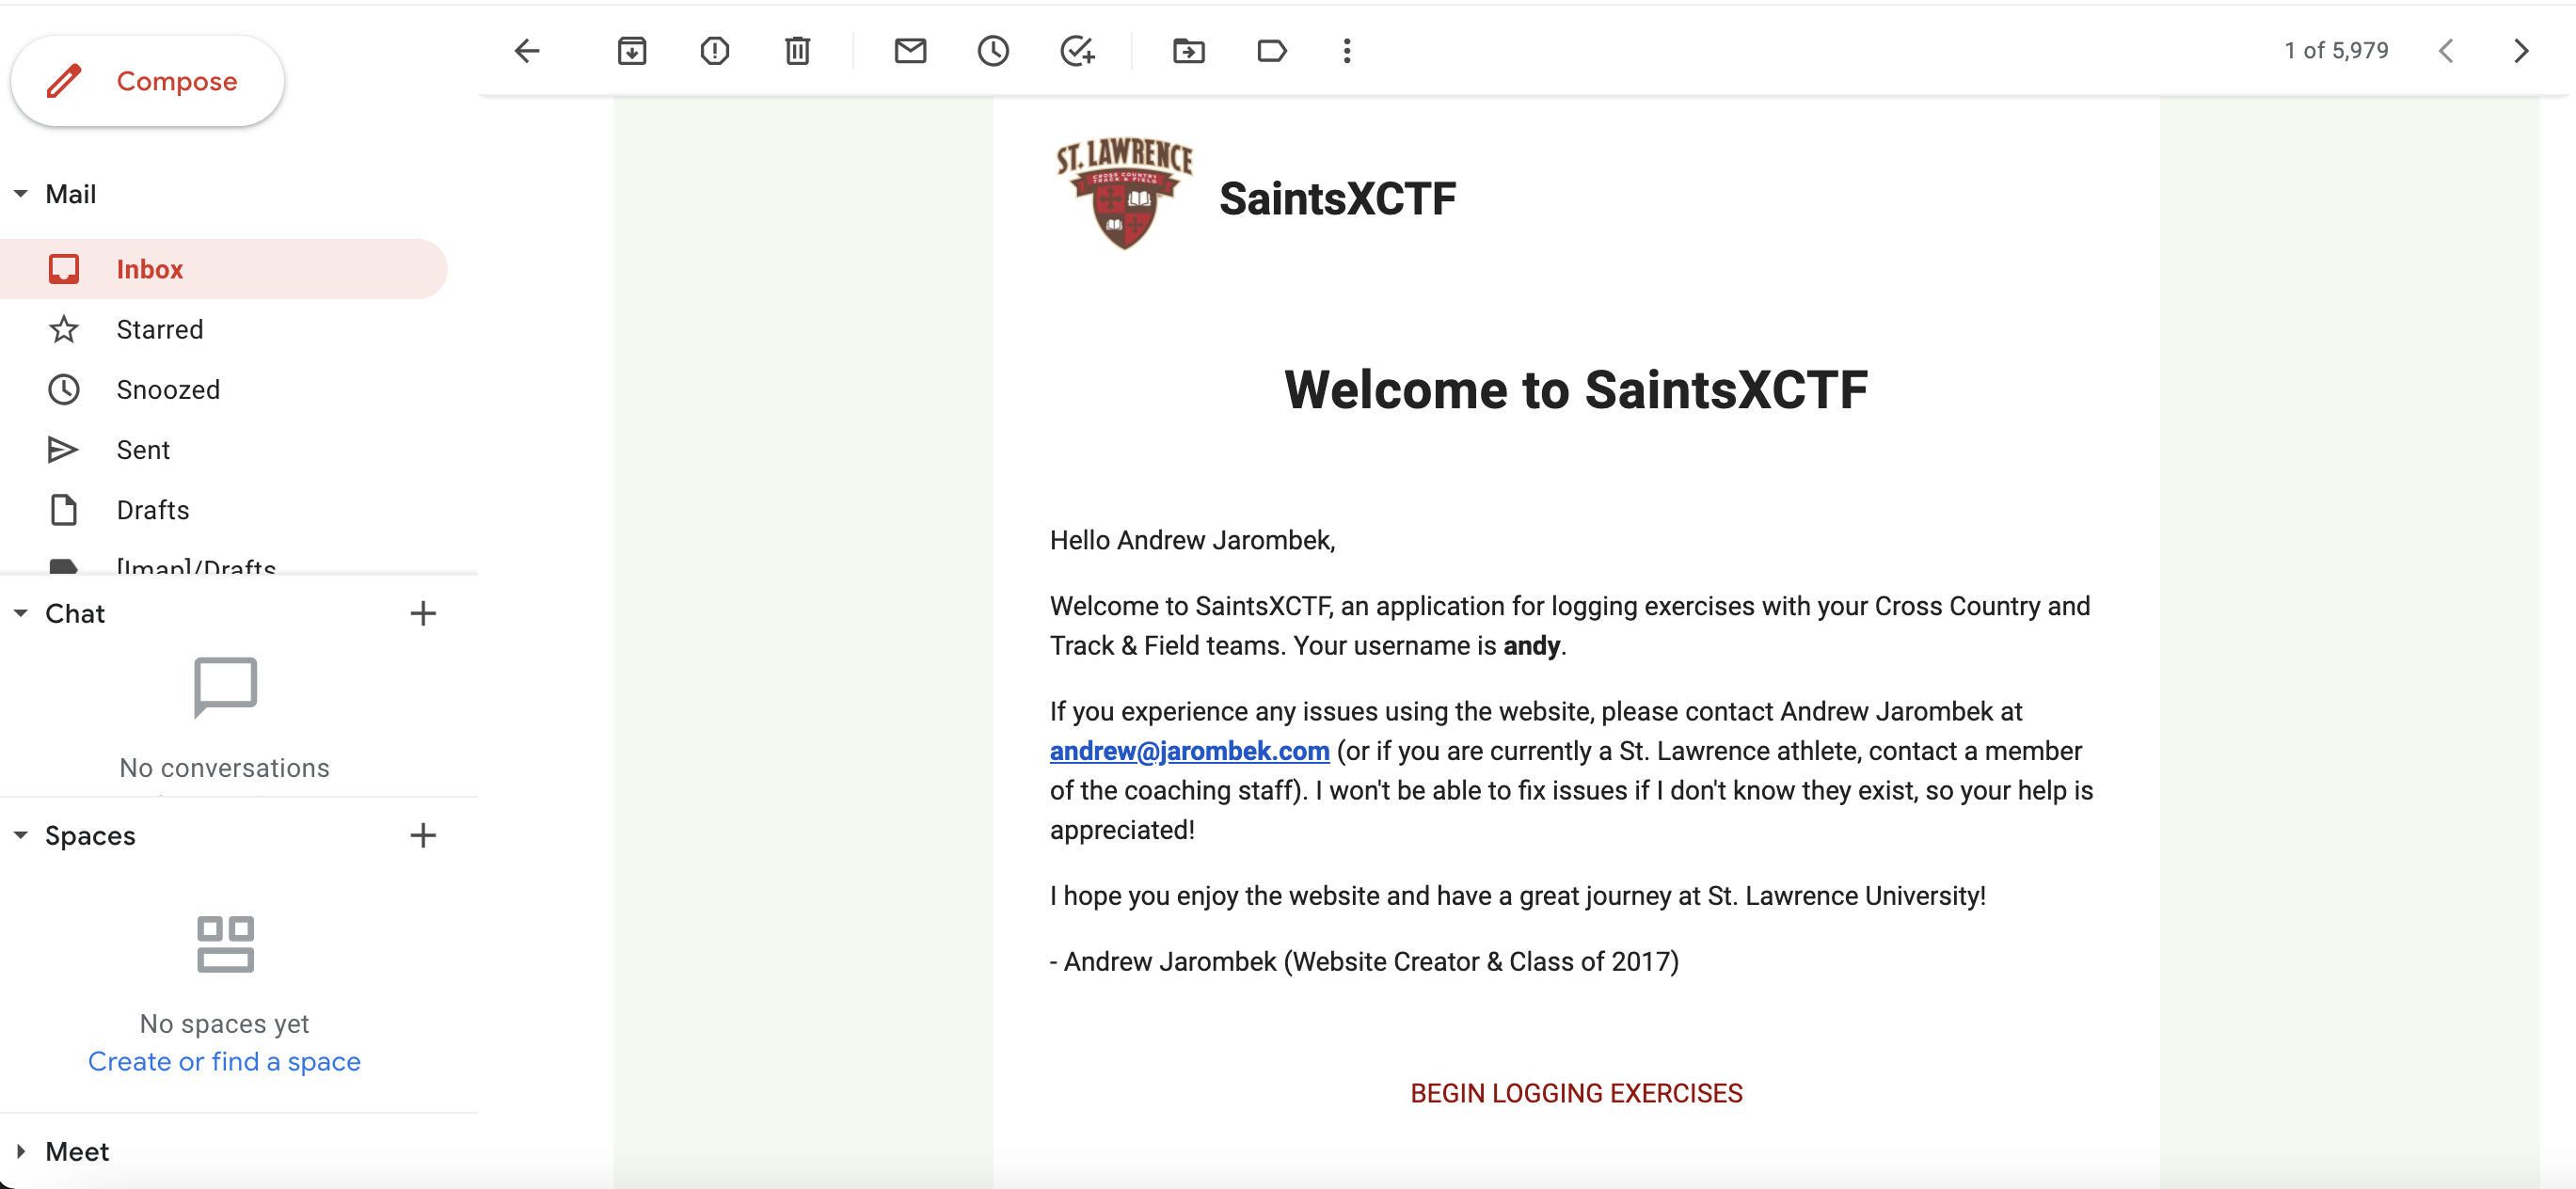 Compose
1 of 5,979
Mail
Inbox
Starred
Snoozed
Sent
Drafts
[Imap]/Drafts
Chat
No conversations
Spaces
No spaces yet
Create or find a space
Meet
ST. LAWRENCE
CROSS COUNTRY
TRACK & FIELD
SaintsXCTF
Welcome to SaintsXCTF
Hello Andrew Jarombek,
Welcome to SaintsXCTF, an application for logging exercises with your Cross Country and
Track & Field teams. Your username is andy.
If you experience any issues using the website, please contact Andrew Jarombek at
andrew@jarombek.com (or if you are currently a St. Lawrence athlete, contact a member
of the coaching staff). I won't be able to fix issues if I don't know they exist, so your help is
appreciated!
I hope you enjoy the website and have a great journey at St. Lawrence University!
- Andrew Jarombek (Website Creator & Class of 2017)
BEGIN LOGGING EXERCISES